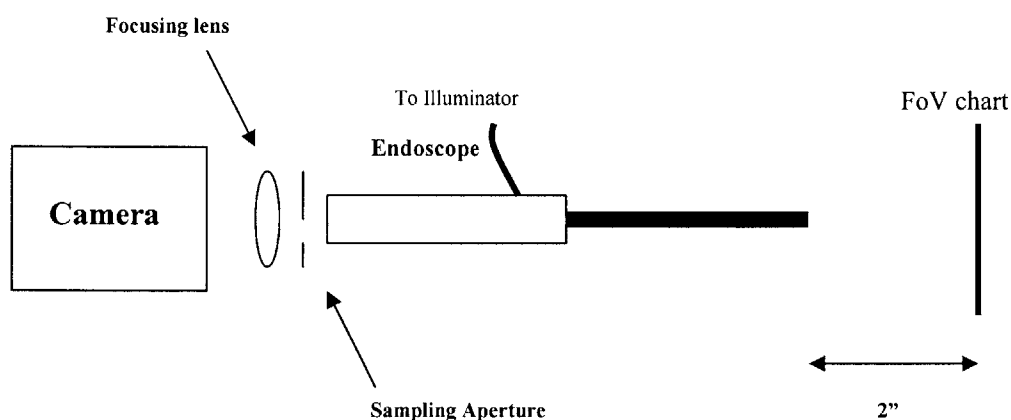 Focusing lens
To Illuminator
FoV chart
Endoscope
Camera
Sampling Aperture
2”